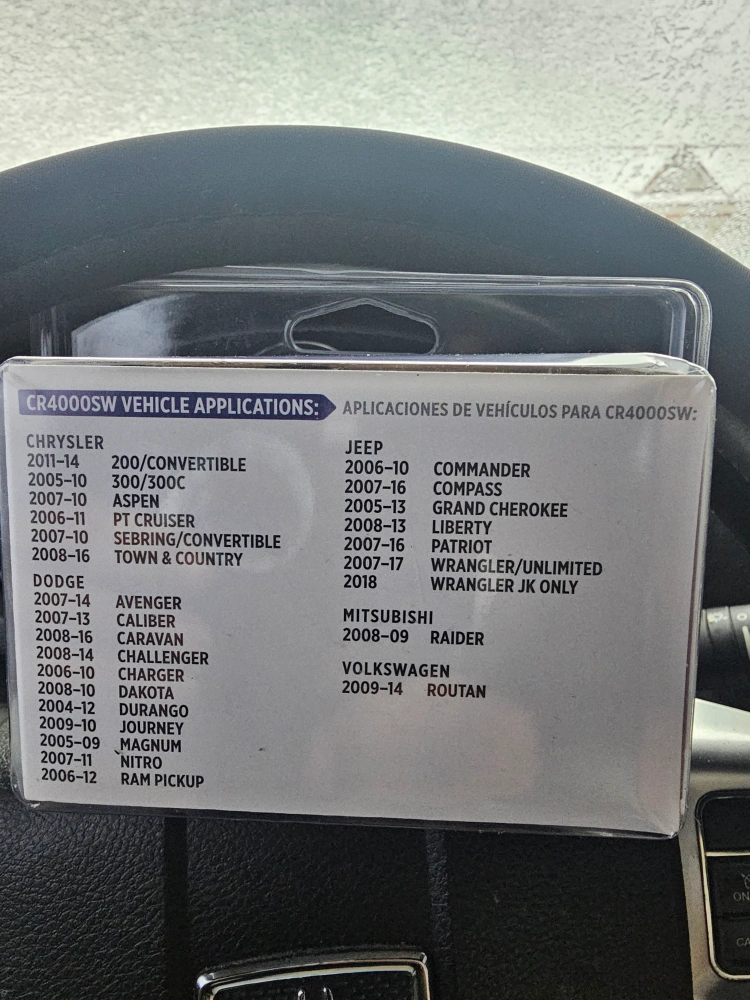 CR4000SW VEHICLE APPLICATIONS: APLICACIONES DE VEHÍCULOS PARA CR4000SW:
CHRYSLER
2011–14 200/CONVERTIBLE
2005–10 300/300C
2007–10 ASPEN
2006–11 PT CRUISER
2007–10 SEBRING/CONVERTIBLE
2008–16 TOWN & COUNTRY
DODGE
2007–14 AVENGER
2007–13 CALIBER
2008–16 CARAVAN
2008–14 CHALLENGER
2006–10 CHARGER
2008–10 DAKOTA
2004–12 DURANGO
2009–10 JOURNEY
2005–09 MAGNUM
2007–11 NITRO
2006–12 RAM PICKUP
JEEP
2006–10 COMMANDER
2007–16 COMPASS
2005–13 GRAND CHEROKEE
2008–13 LIBERTY
2007–16 PATRIOT
2007–17 WRANGLER/UNLIMITED
2018 WRANGLER JK ONLY
MITSUBISHI
2008–09 RAIDER
VOLKSWAGEN
2009–14 ROUTAN